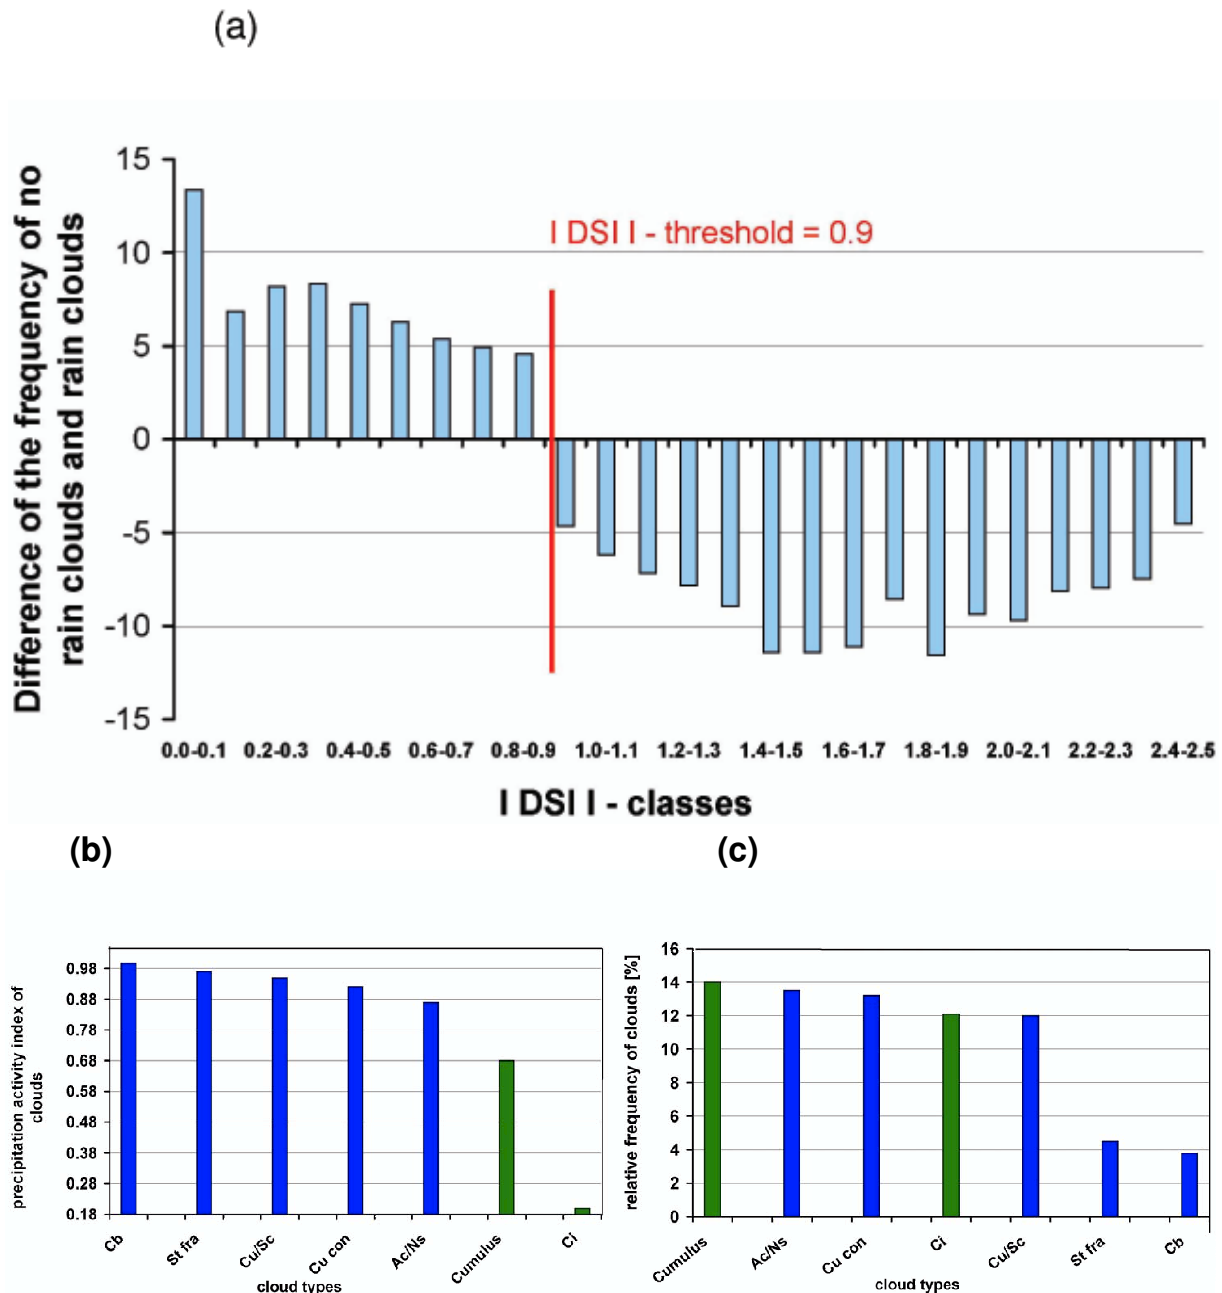 (a)
Difference of the frequency of no
rain clouds and rain clouds
15
10
5
0
-5
-10
-15
I DSI I - threshold = 0.9
0.0-0.1 0.2-0.3 0.4-0.5 0.6-0.7 0.8-0.9 1.0-1.1 1.2-1.3 1.4-1.5 1.6-1.7 1.8-1.9 2.0-2.1 2.2-2.3 2.4-2.5
I DSI I - classes
(b)
precipitation activity index of
clouds
0.98
0.88
0.78
0.68
0.58
0.48
0.38
0.28
0.18
Cb St fra Cu/Sc Cu con Ac/Ns Cumulus Ci
cloud types
(c)
relative frequency of clouds [%]
16
14
12
10
8
6
4
2
0
Cumulus Ac/Ns Cu con Ci Cu/Sc St fra Cb
cloud types